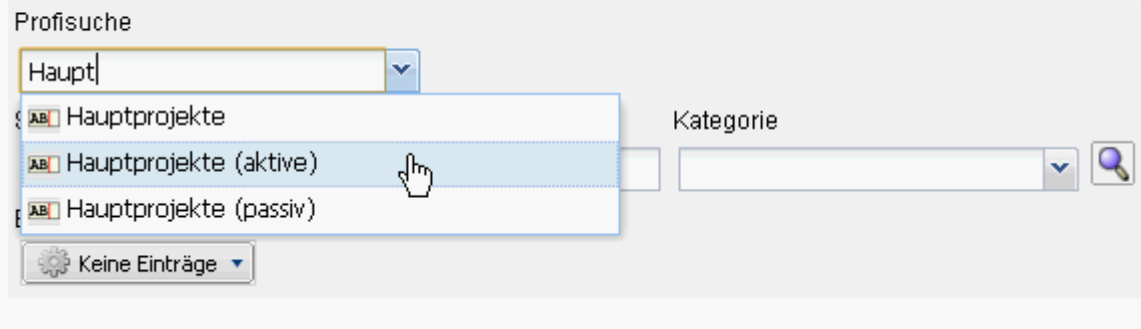 Profisuche
Haupt
Hauptprojekte
Kategorie
Hauptprojekte (aktive)
Hauptprojekte (passiv)
Keine Einträge